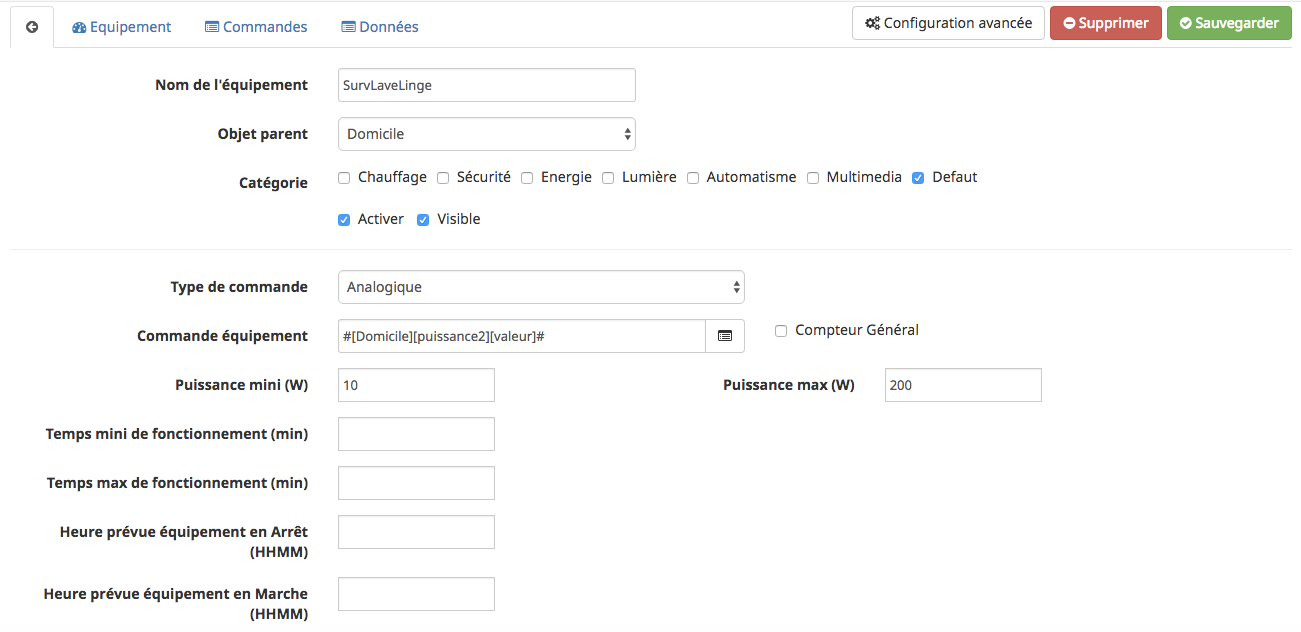 Equipement Commandes Données Configuration avancée Supprimer Sauvegarder
Nom de l'équipement SurvLaveLinge
Objet parent Domicile
Catégorie Chauffage Sécurité Energie Lumière Automatisme Multimedia Defaut
Activer Visible
Type de commande Analogique
Commande équipement #[Domicile][puissance2][valeur]# Compteur Général
Puissance mini (W) 10 Puissance max (W) 200
Temps mini de fonctionnement (min)
Temps max de fonctionnement (min)
Heure prévue équipement en Arrêt
(HHMM)
Heure prévue équipement en Marche
(HHMM)